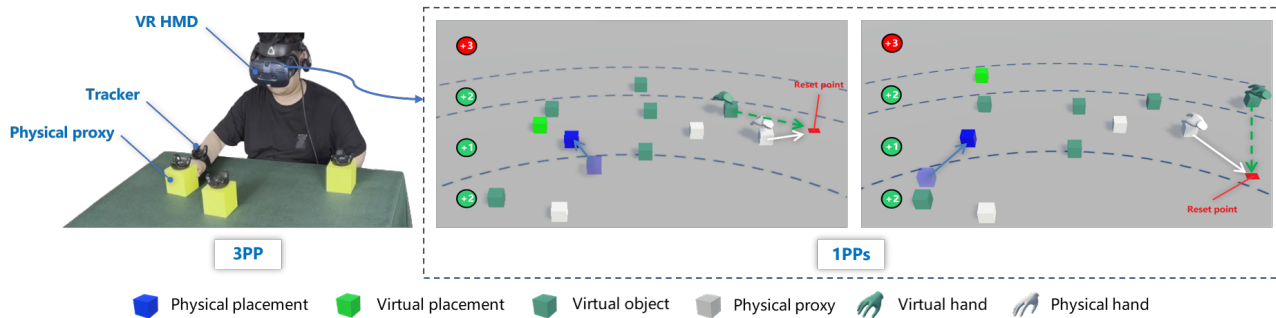 VR HMD
Tracker
Physical proxy
3PP
+3
+2
+1
+2
Reset point
+3
+2
+1
+2
Reset point
1PPs
Physical placement
Virtual placement
Virtual object
Physical proxy
Virtual hand
Physical hand